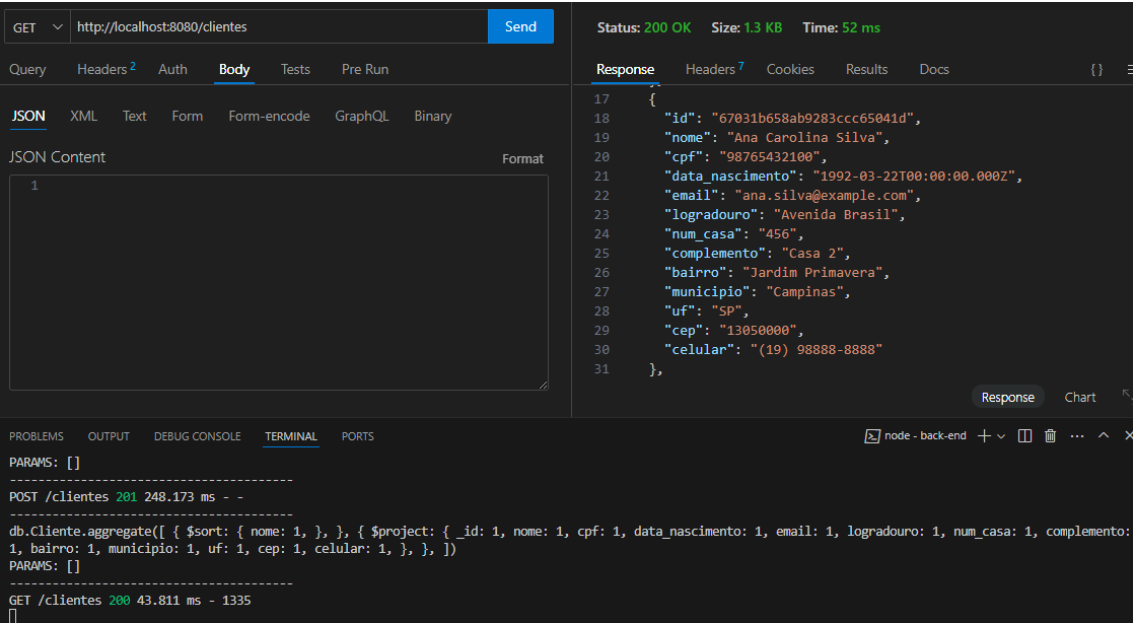 GET http://localhost:8080/clientes Send
Query Headers 2 Auth Body Tests Pre Run
JSON XML Text Form Form-encode GraphQL Binary
JSON Content Format
1
Status: 200 OK Size: 1.3 KB Time: 52 ms
Response Headers 7 Cookies Results Docs {}
17 {
18 "id": "67031b658ab9283ccc65041d",
19 "nome": "Ana Carolina Silva",
20 "cpf": "98765432100",
21 "data_nascimento": "1992-03-22T00:00:00.000Z",
22 "email": "ana.silva@example.com",
23 "logradouro": "Avenida Brasil",
24 "num_casa": "456",
25 "complemento": "Casa 2",
26 "bairro": "Jardim Primavera",
27 "municipio": "Campinas",
28 "uf": "SP",
29 "cep": "13050000",
30 "celular": "(19) 98888-8888"
31 },
Response Chart
PROBLEMS OUTPUT DEBUG CONSOLE TERMINAL PORTS node - back-end
PARAMS: []
----------------------------------------
POST /clientes 201 248.173 ms - -
----------------------------------------
db.Cliente.aggregate([ { $sort: { nome: 1, }, }, { $project: { _id: 1, nome: 1, cpf: 1, data_nascimento: 1, email: 1, logradouro: 1, num_casa: 1, complemento:
1, bairro: 1, municipio: 1, uf: 1, cep: 1, celular: 1, }, }, ])
PARAMS: []
----------------------------------------
GET /clientes 200 43.811 ms - 1335